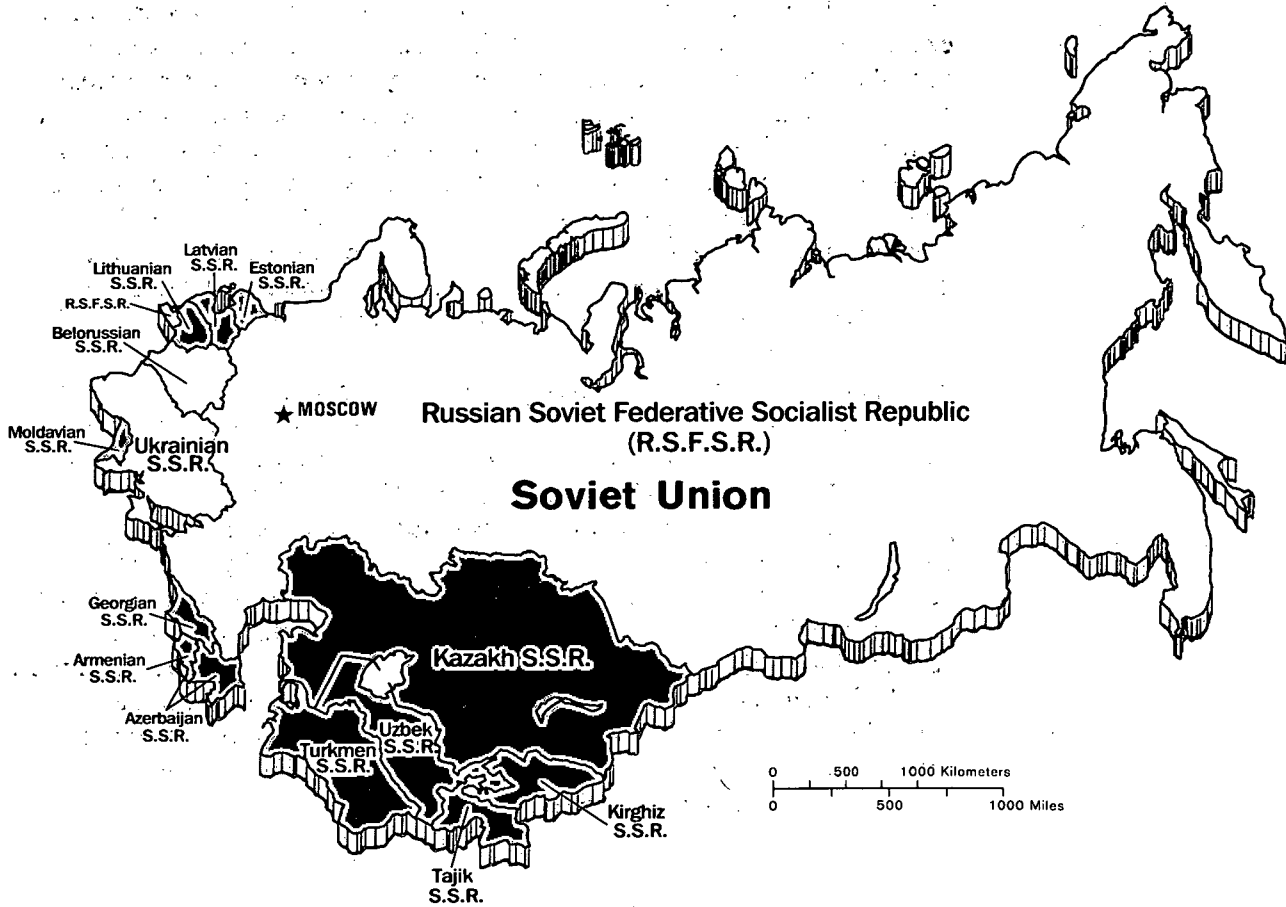 Latvian
S.S.R.
Lithuanian
S.S.R.
Estonian
S.S.R.
R.S.F.S.R.
Belorussian
S.S.R.
★ MOSCOW
Russian Soviet Federative Socialist Republic
(R.S.F.S.R.)
Moldavian
S.S.R.
Ukrainian
S.S.R.
Soviet Union
Georgian
S.S.R.
Armenian
S.S.R.
Azerbaijan
S.S.R.
Kazakh S.S.R.
Uzbek
S.S.R.
Turkmen
S.S.R.
Kirghiz
S.S.R.
Tajik
S.S.R.
0 500 1000 Kilometers
0 500 1000 Miles